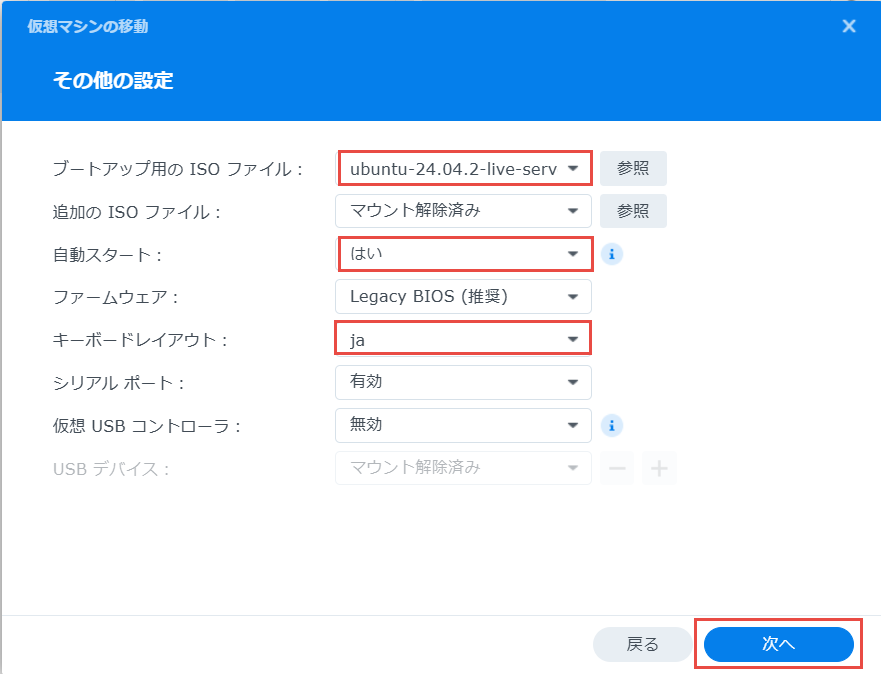 仮想マシンの移動
その他の設定
ブートアップ用の ISO ファイル： ubuntu-24.04.2-live-serv 参照
追加の ISO ファイル： マウント解除済み 参照
自動スタート： はい
ファームウェア： Legacy BIOS (推奨)
キーボードレイアウト： ja
シリアル ポート： 有効
仮想 USB コントローラ： 無効
USB デバイス： マウント解除済み
戻る 次へ